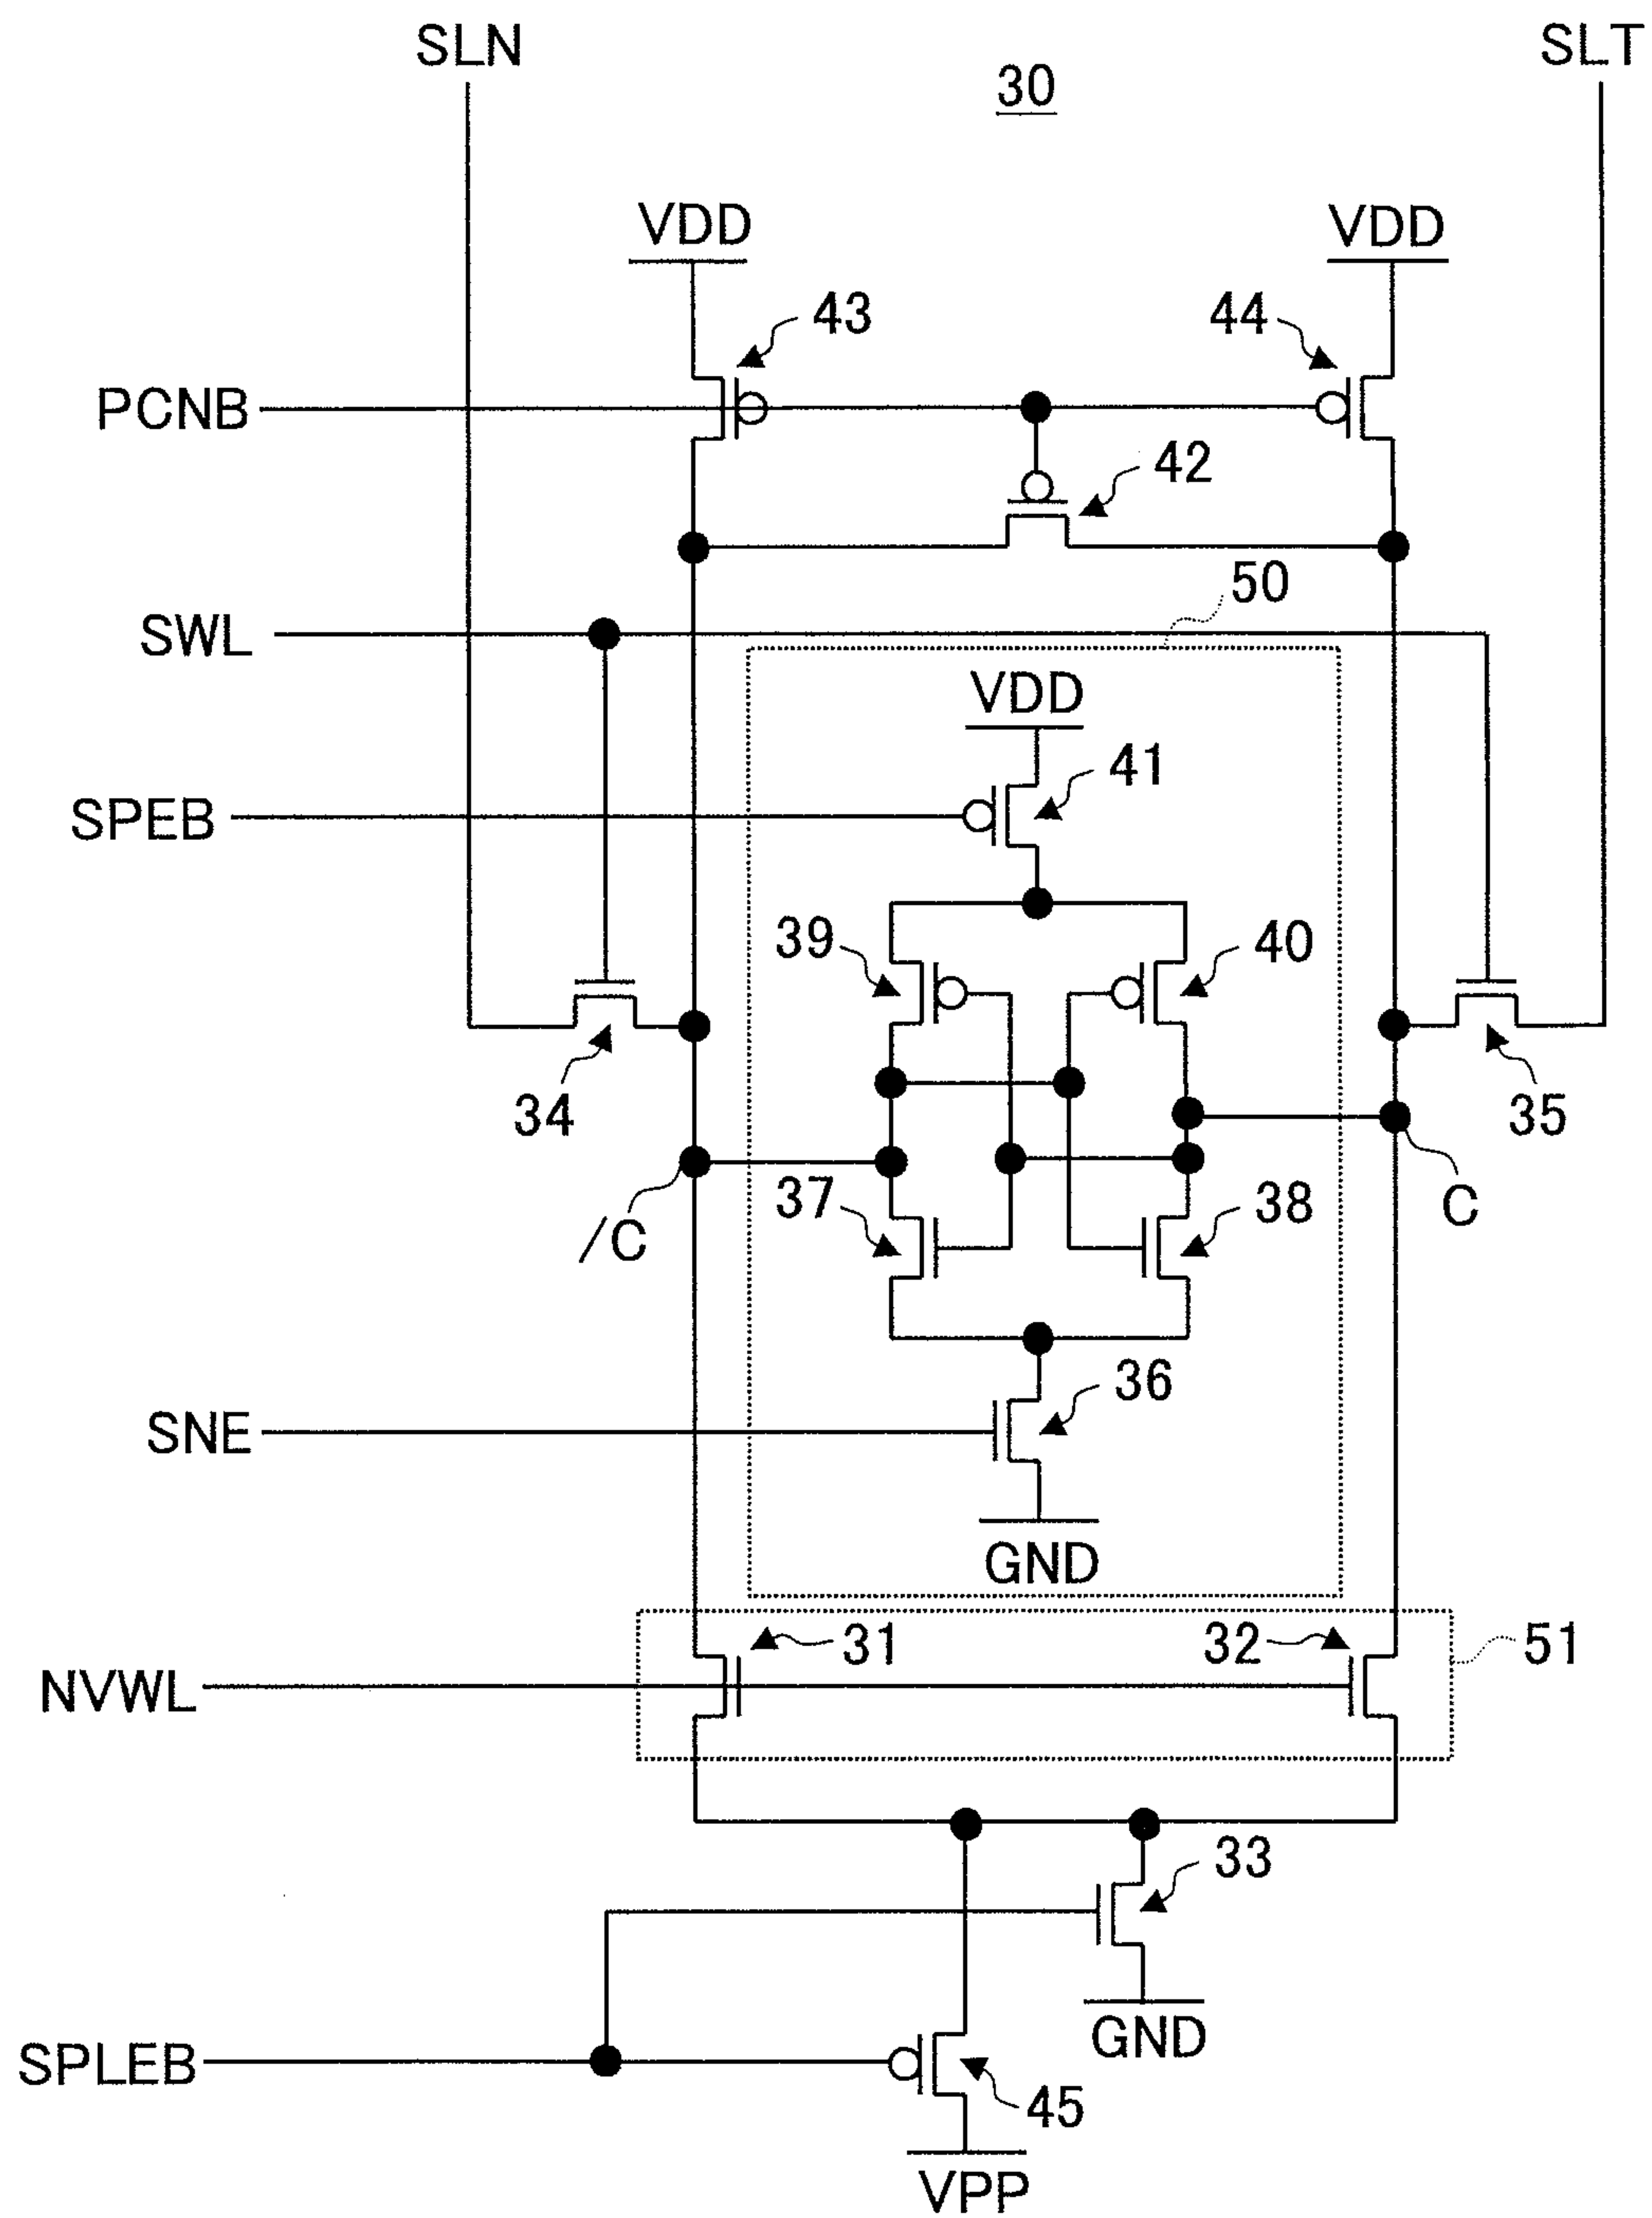 SLN
SLT
30
VDD
VDD
43
44
PCNB
42
50
SWL
VDD
41
SPEB
39
40
34
35
37
38
/C
C
36
SNE
GND
31
32
51
NVWL
33
GND
SPLEB
45
VPP